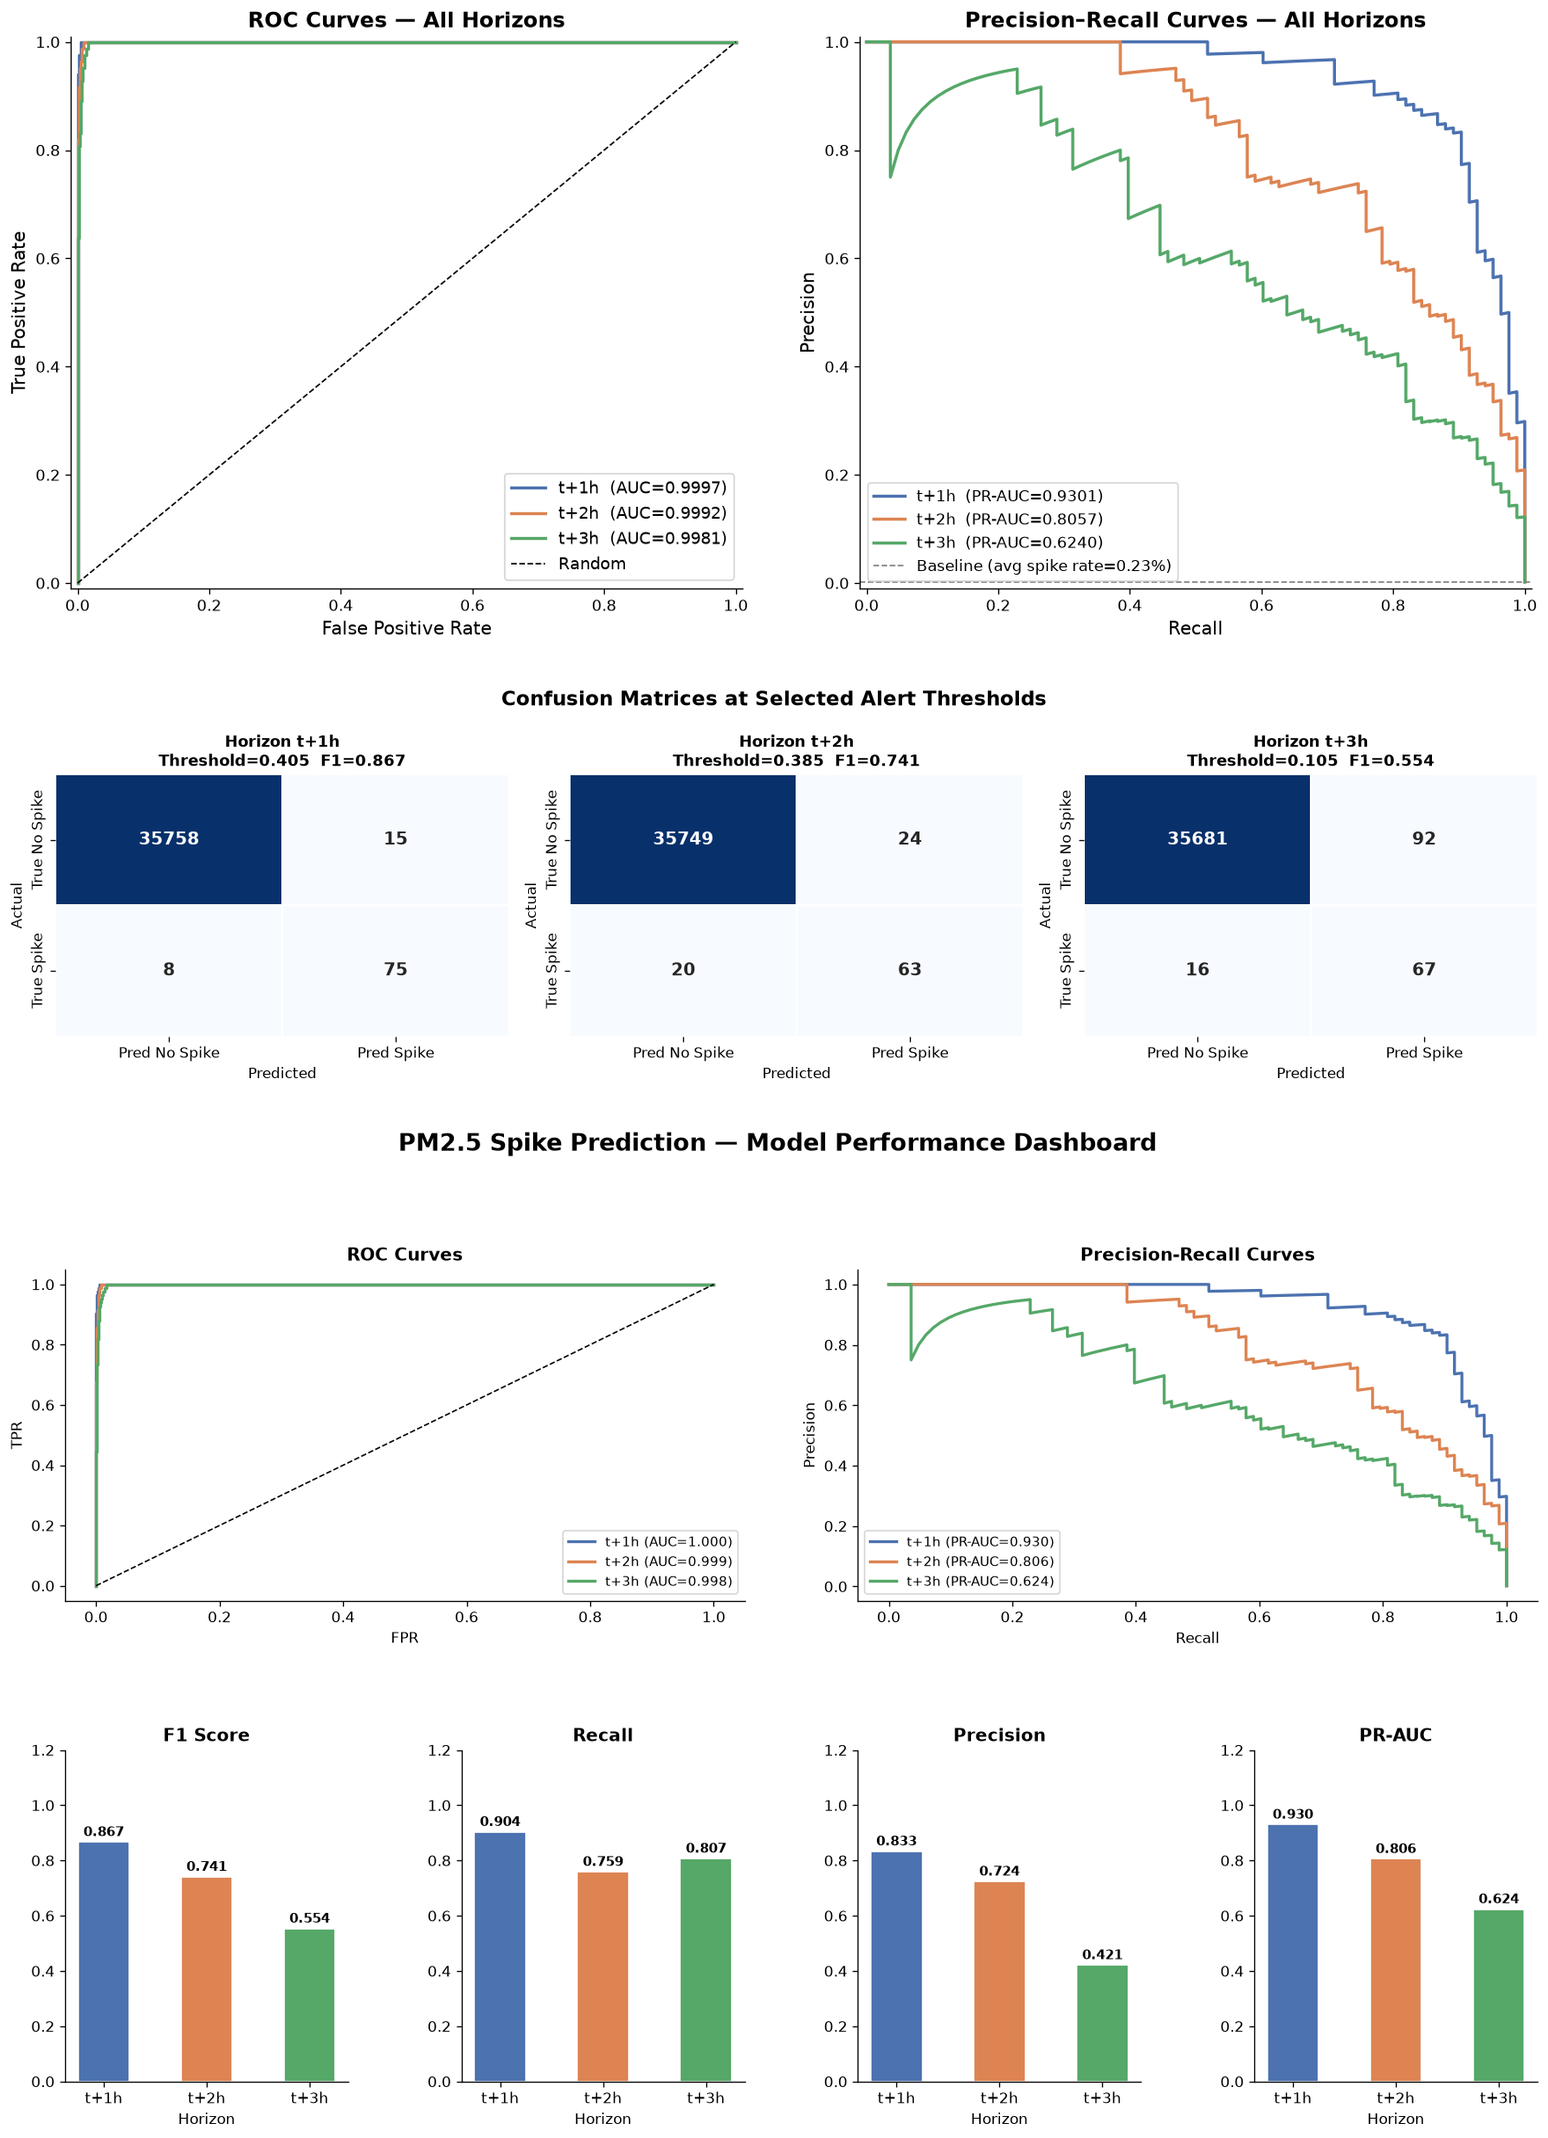 ROC Curves — All Horizons
1.0
0.8
0.6
0.4
0.2
0.0
True Positive Rate
t+1h (AUC=0.9997)
t+2h (AUC=0.9992)
t+3h (AUC=0.9981)
Random
0.0 0.2 0.4 0.6 0.8 1.0
False Positive Rate
Precision–Recall Curves — All Horizons
1.0
0.8
0.6
0.4
0.2
0.0
Precision
t+1h (PR-AUC=0.9301)
t+2h (PR-AUC=0.8057)
t+3h (PR-AUC=0.6240)
Baseline (avg spike rate=0.23%)
0.0 0.2 0.4 0.6 0.8 1.0
Recall
Confusion Matrices at Selected Alert Thresholds
Horizon t+1h
Threshold=0.405 F1=0.867
Actual
True No Spike
True Spike
35758 15
8 75
Pred No Spike Pred Spike
Predicted
Horizon t+2h
Threshold=0.385 F1=0.741
Actual
True No Spike
True Spike
35749 24
20 63
Pred No Spike Pred Spike
Predicted
Horizon t+3h
Threshold=0.105 F1=0.554
Actual
True No Spike
True Spike
35681 92
16 67
Pred No Spike Pred Spike
Predicted
PM2.5 Spike Prediction — Model Performance Dashboard
ROC Curves
1.0
0.8
0.6
0.4
0.2
0.0
TPR
t+1h (AUC=1.000)
t+2h (AUC=0.999)
t+3h (AUC=0.998)
0.0 0.2 0.4 0.6 0.8 1.0
FPR
Precision-Recall Curves
1.0
0.8
0.6
0.4
0.2
0.0
Precision
t+1h (PR-AUC=0.930)
t+2h (PR-AUC=0.806)
t+3h (PR-AUC=0.624)
0.0 0.2 0.4 0.6 0.8 1.0
Recall
F1 Score
1.2
1.0
0.8
0.6
0.4
0.2
0.0
0.867
0.741
0.554
t+1h t+2h t+3h
Horizon
Recall
1.2
1.0
0.8
0.6
0.4
0.2
0.0
0.904
0.759
0.807
t+1h t+2h t+3h
Horizon
Precision
1.2
1.0
0.8
0.6
0.4
0.2
0.0
0.833
0.724
0.421
t+1h t+2h t+3h
Horizon
PR-AUC
1.2
1.0
0.8
0.6
0.4
0.2
0.0
0.930
0.806
0.624
t+1h t+2h t+3h
Horizon